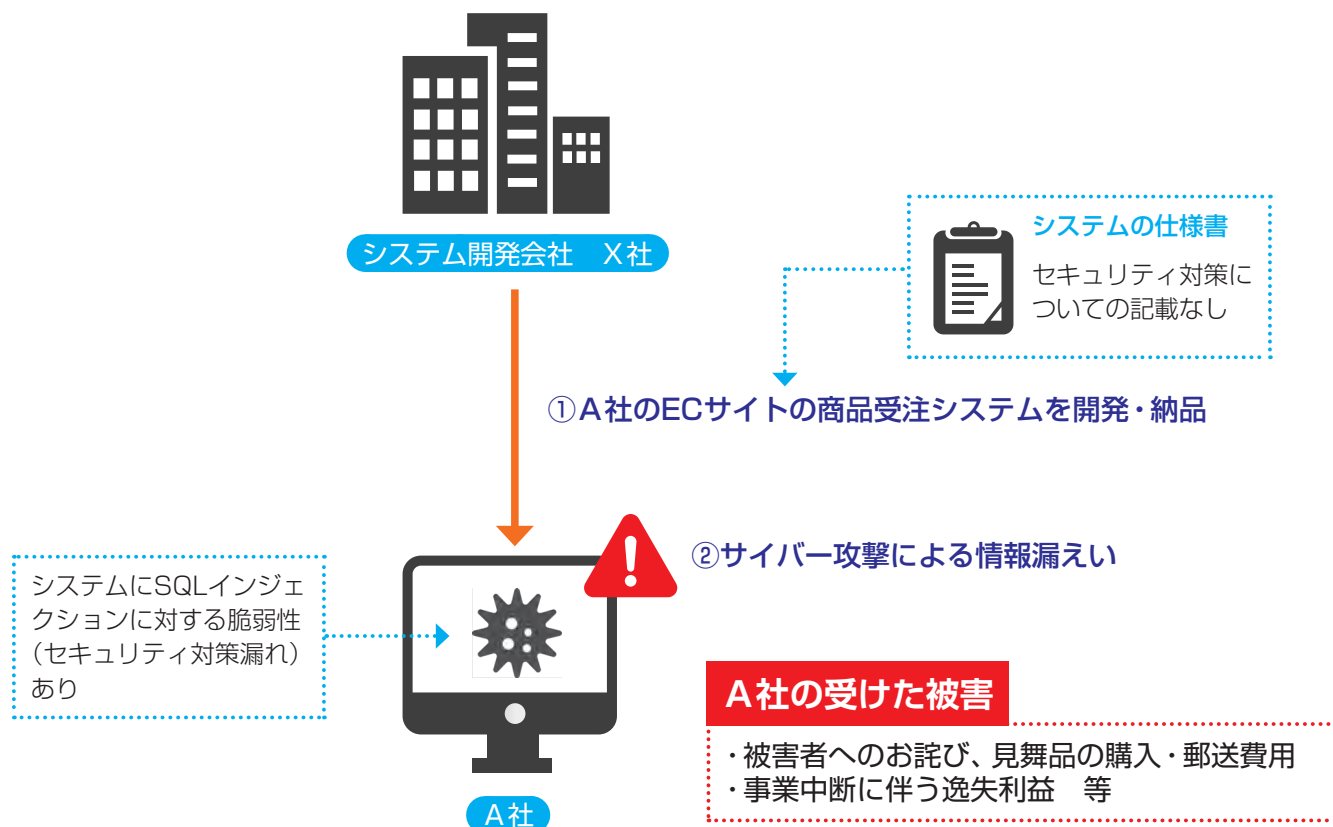 システム開発会社　X社
システムの仕様書
セキュリティ対策に
ついての記載なし
①A社のECサイトの商品受注システムを開発・納品
②サイバー攻撃による情報漏えい
システムにSQLインジェ
クションに対する脆弱性
（セキュリティ対策漏れ）
あり
A社の受けた被害
・被害者へのお詫び、見舞品の購入・郵送費用
・事業中断に伴う逸失利益　等
A社